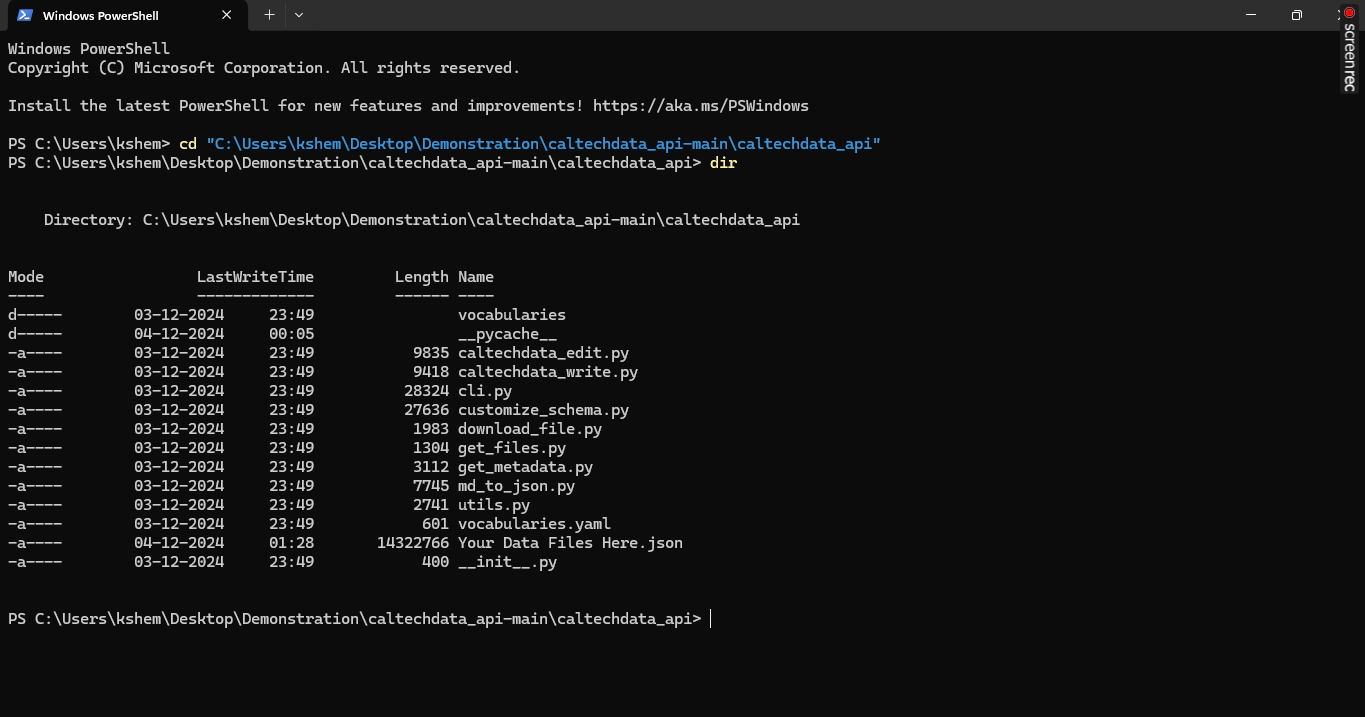 Windows PowerShell
screenrec
Windows PowerShell
Copyright (C) Microsoft Corporation. All rights reserved.
Install the latest PowerShell for new features and improvements! https://aka.ms/PSWindows
PS C:\Users\kshem> cd "C:\Users\kshem\Desktop\Demonstration\caltechdata_api-main\caltechdata_api"
PS C:\Users\kshem\Desktop\Demonstration\caltechdata_api-main\caltechdata_api> dir
Directory: C:\Users\kshem\Desktop\Demonstration\caltechdata_api-main\caltechdata_api
Mode LastWriteTime Length Name
---- ------------- ------ ----
d----- 03-12-2024 23:49 vocabularies
d----- 04-12-2024 00:05 __pycache__
-a---- 03-12-2024 23:49 9835 caltechdata_edit.py
-a---- 03-12-2024 23:49 9418 caltechdata_write.py
-a---- 03-12-2024 23:49 28324 cli.py
-a---- 03-12-2024 23:49 27636 customize_schema.py
-a---- 03-12-2024 23:49 1983 download_file.py
-a---- 03-12-2024 23:49 1304 get_files.py
-a---- 03-12-2024 23:49 3112 get_metadata.py
-a---- 03-12-2024 23:49 7745 md_to_json.py
-a---- 03-12-2024 23:49 2741 utils.py
-a---- 03-12-2024 23:49 601 vocabularies.yaml
-a---- 04-12-2024 01:28 14322766 Your Data Files Here.json
-a---- 03-12-2024 23:49 400 __init__.py
PS C:\Users\kshem\Desktop\Demonstration\caltechdata_api-main\caltechdata_api>